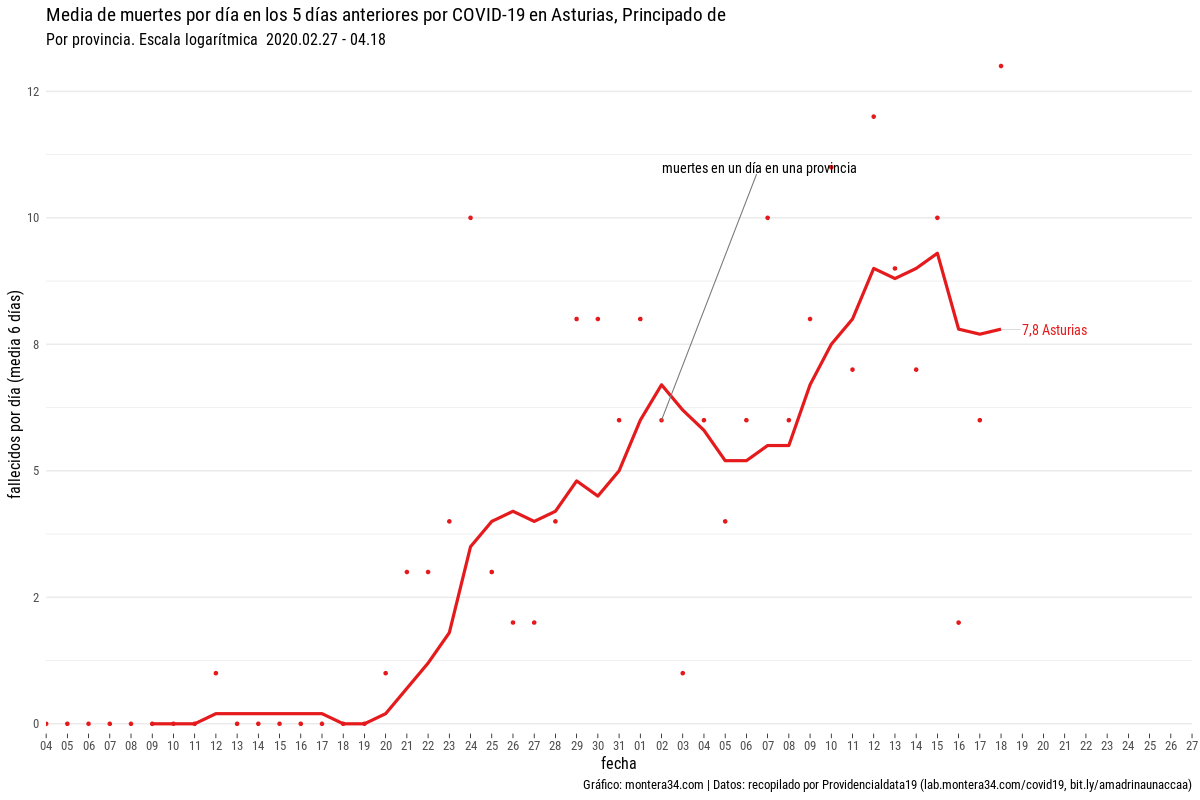 Media de muertes por día en los 5 días anteriores por COVID-19 en Asturias, Principado de
Por provincia. Escala logarítmica  2020.02.27 - 04.18
fallecidos por día (media 6 días)
12
10
8
5
2
0
muertes en un día en una provincia
7,8 Asturias
04 05 06 07 08 09 10 11 12 13 14 15 16 17 18 19 20 21 22 23 24 25 26 27 28 29 30 31 01 02 03 04 05 06 07 08 09 10 11 12 13 14 15 16 17 18 19 20 21 22 23 24 25 26 27
fecha
Gráfico: montera34.com | Datos: recopilado por Providencialdata19 (lab.montera34.com/covid19, bit.ly/amadrinaunaccaa)